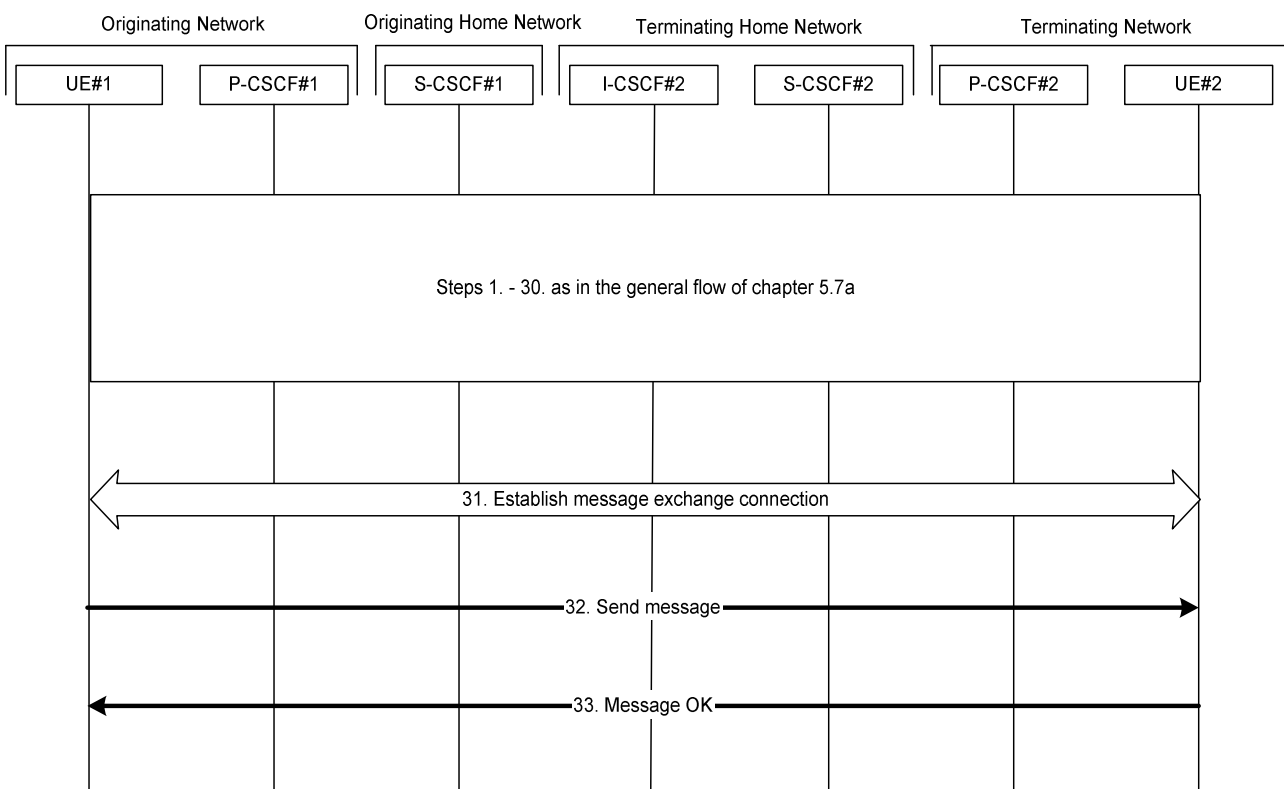 Originating Network
Originating Home Network
Terminating Home Network
Terminating Network
UE#1
P-CSCF#1
S-CSCF#1
I-CSCF#2
S-CSCF#2
P-CSCF#2
UE#2
Steps 1. - 30. as in the general flow of chapter 5.7a
31. Establish message exchange connection
32. Send message
33. Message OK